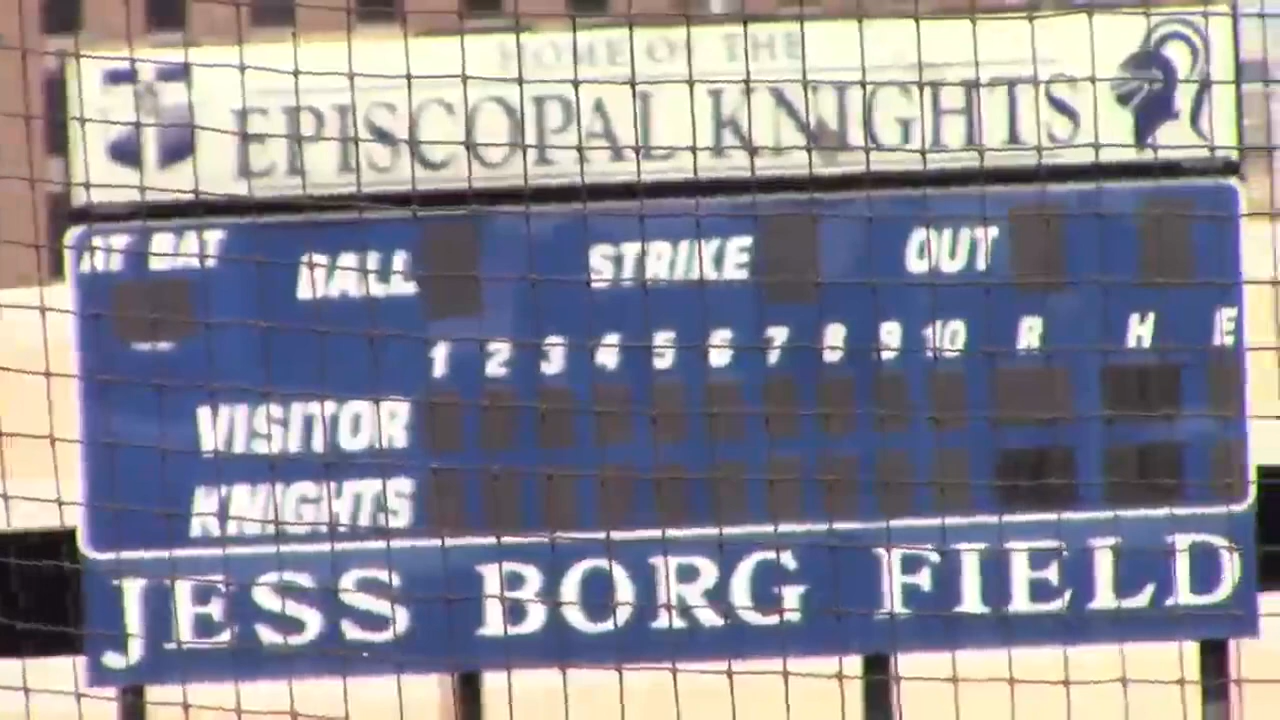 HOME OF THE
EPISCOPAL KNIGHTS
AT BAT BALL STRIKE OUT
1 2 3 4 5 6 7 8 9 10 R H E
VISITOR
KNIGHTS
JESS BORG FIELD